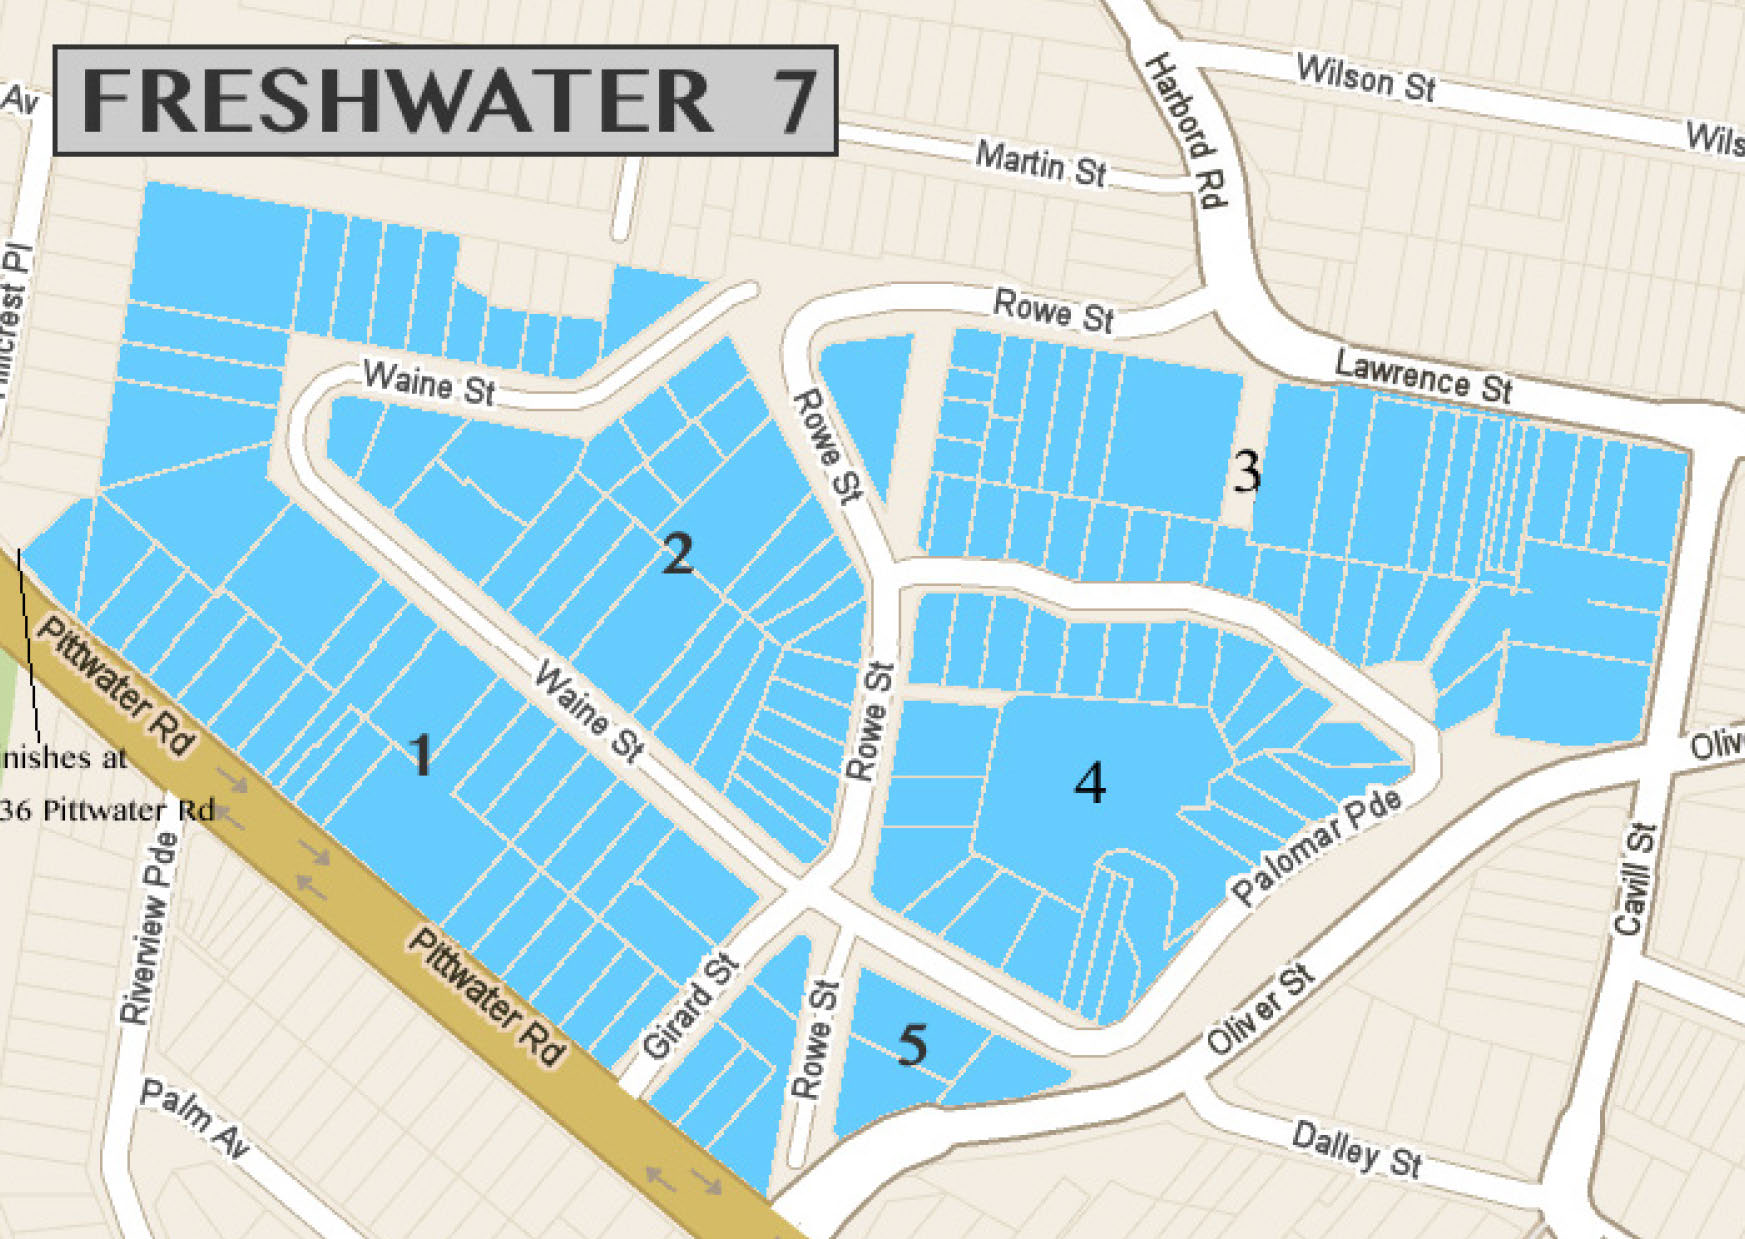 Av
FRESHWATER 7
Wilson St
Wils
Harbord Rd
Martin St
Hillcrest Pl
Rowe St
Lawrence St
Waine St
Rowe St
3
2
Pittwater Rd
Waine St
Rowe St
1
4
nishes at
36 Pittwater Rd
Oliv
Palomar Pde
Riverview Pde
Cavill St
Pittwater Rd
Girard St
Rowe St
5
Oliver St
Palm Av
Dalley St